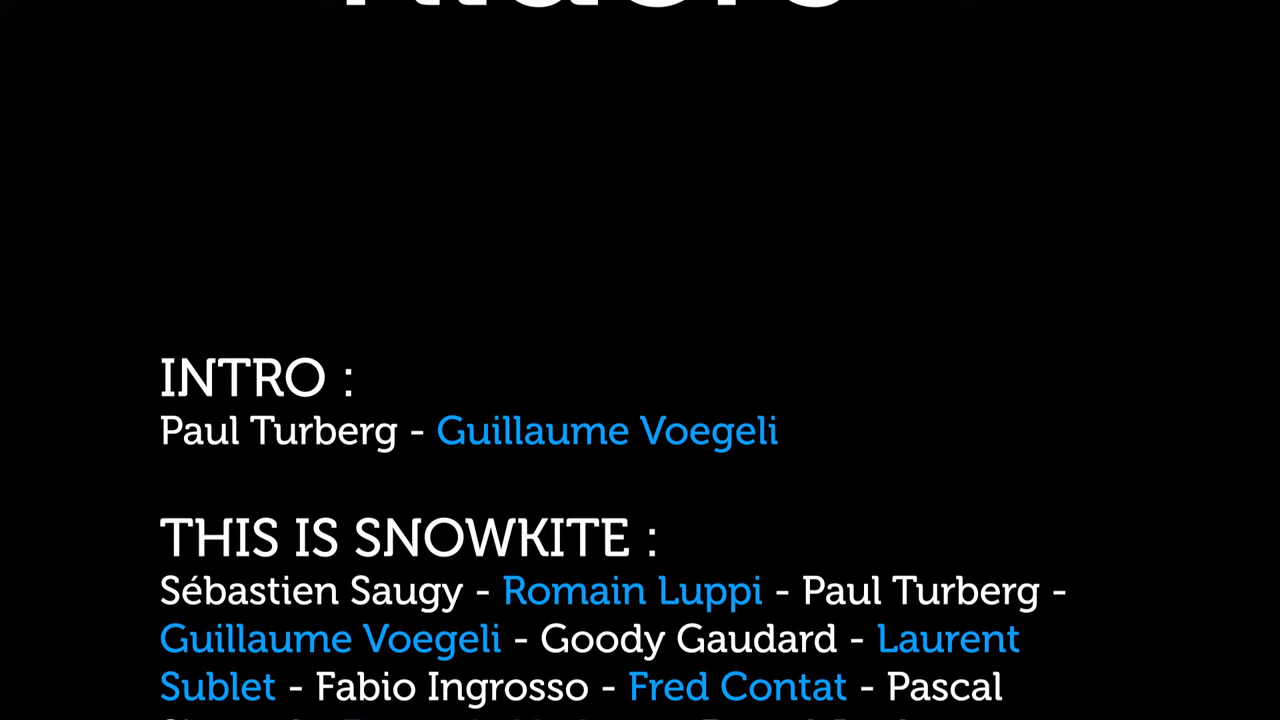 INTRO :
Paul Turberg - Guillaume Voegeli
THIS IS SNOWKITE :
Sébastien Saugy - Romain Luppi - Paul Turberg -
Guillaume Voegeli - Goody Gaudard - Laurent
Sublet - Fabio Ingrosso - Fred Contat - Pascal